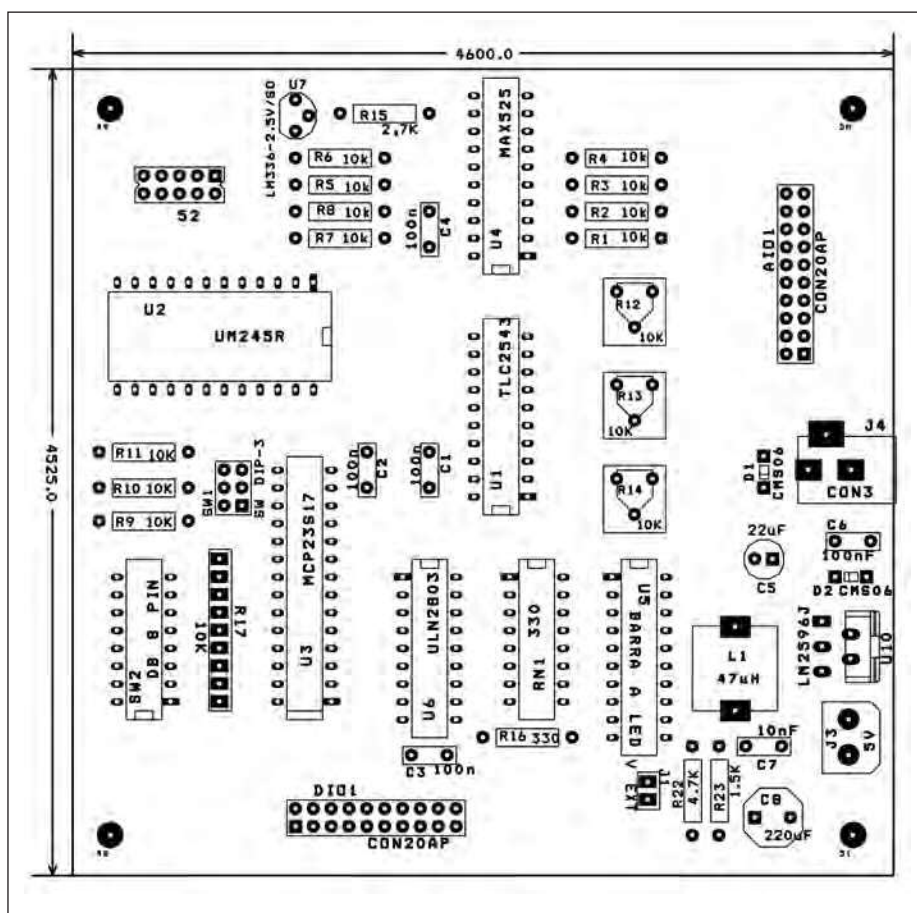 4600.0
4525.0
U7
LM336-2.5V/SO
R15
2,7K
MAX525
U4
R6 10k
R5 10k
R8 10k
R7 10k
100n
C4
R4 10k
R3 10k
R2 10k
R1 10k
S2
AIO1
CON20AP
U2
UM245R
R12
10K
TLC2543
U1
R13
10K
R14
10K
J4
CON3
D1
CMS06
R11 10K
R10 10K
R9 10K
SW1
SW DIP-3
100n
C2
100n
C1
MCP23S17
U3
22uF
C5
C6
100nF
D2 CMS06
SW2
DB 8 PIN
R17
10K
ULN2803
U6
330
RN1
U5
BARRA A LED
L1
47uH
LM2596J
U10
R16 330
C3 100n
10nF
C7
J3
5V
V EXT
J1
R22
4.7K
R23
1.5K
C8
220uF
DIO1
CON20AP